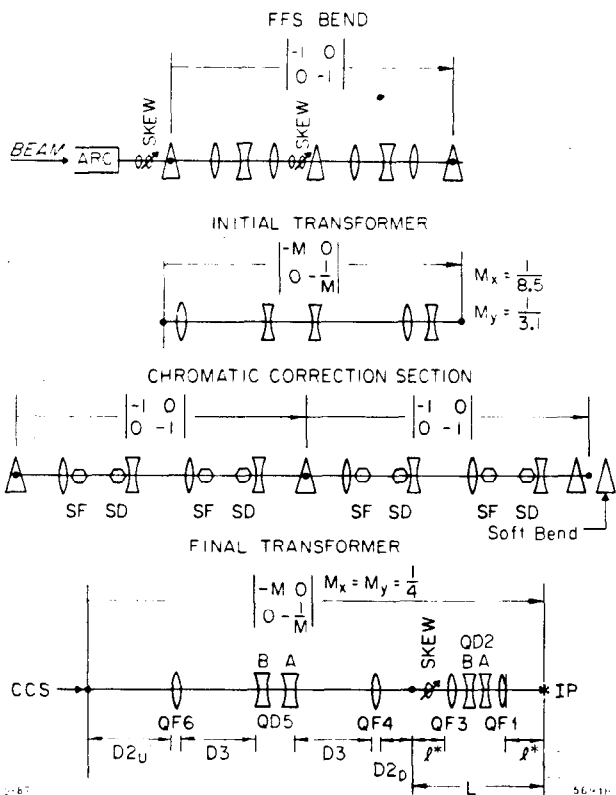 FFS BEND
-1 0
0 -1
SKEW
SKEW
BEAM
ARC
INITIAL TRANSFORMER
-M 0
0 -1/M
Mx = 1/8.5
My = 1/3.1
CHROMATIC CORRECTION SECTION
-1 0
0 -1
-1 0
0 -1
SF SD SF SD SF SD SF SD
Soft Bend
FINAL TRANSFORMER
-M 0
0 -1/M
Mx = My = 1/4
SKEW
QD2
B A
B A
CCS
IP
QF6 QD5 QF4 QF3 QF1
D2U D3 D3 D2D ℓ* ℓ*
L